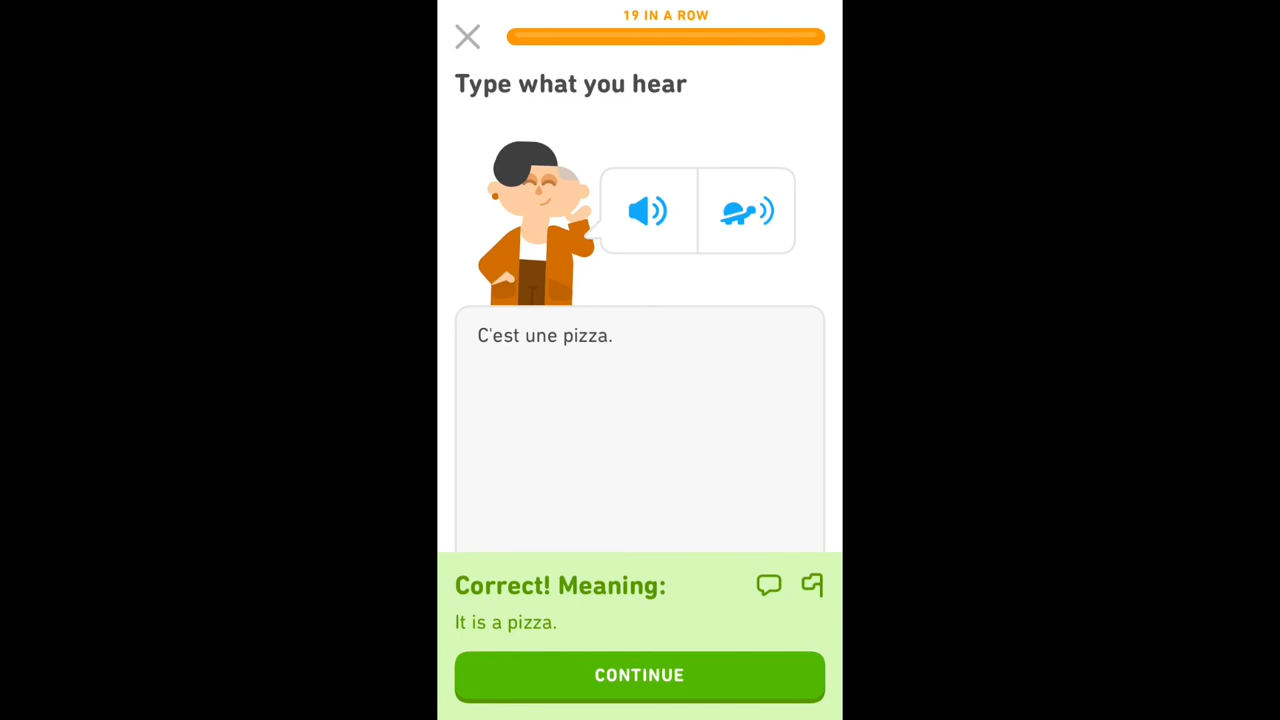 19 IN A ROW
Type what you hear
C'est une pizza.
Correct! Meaning:
It is a pizza.
CONTINUE